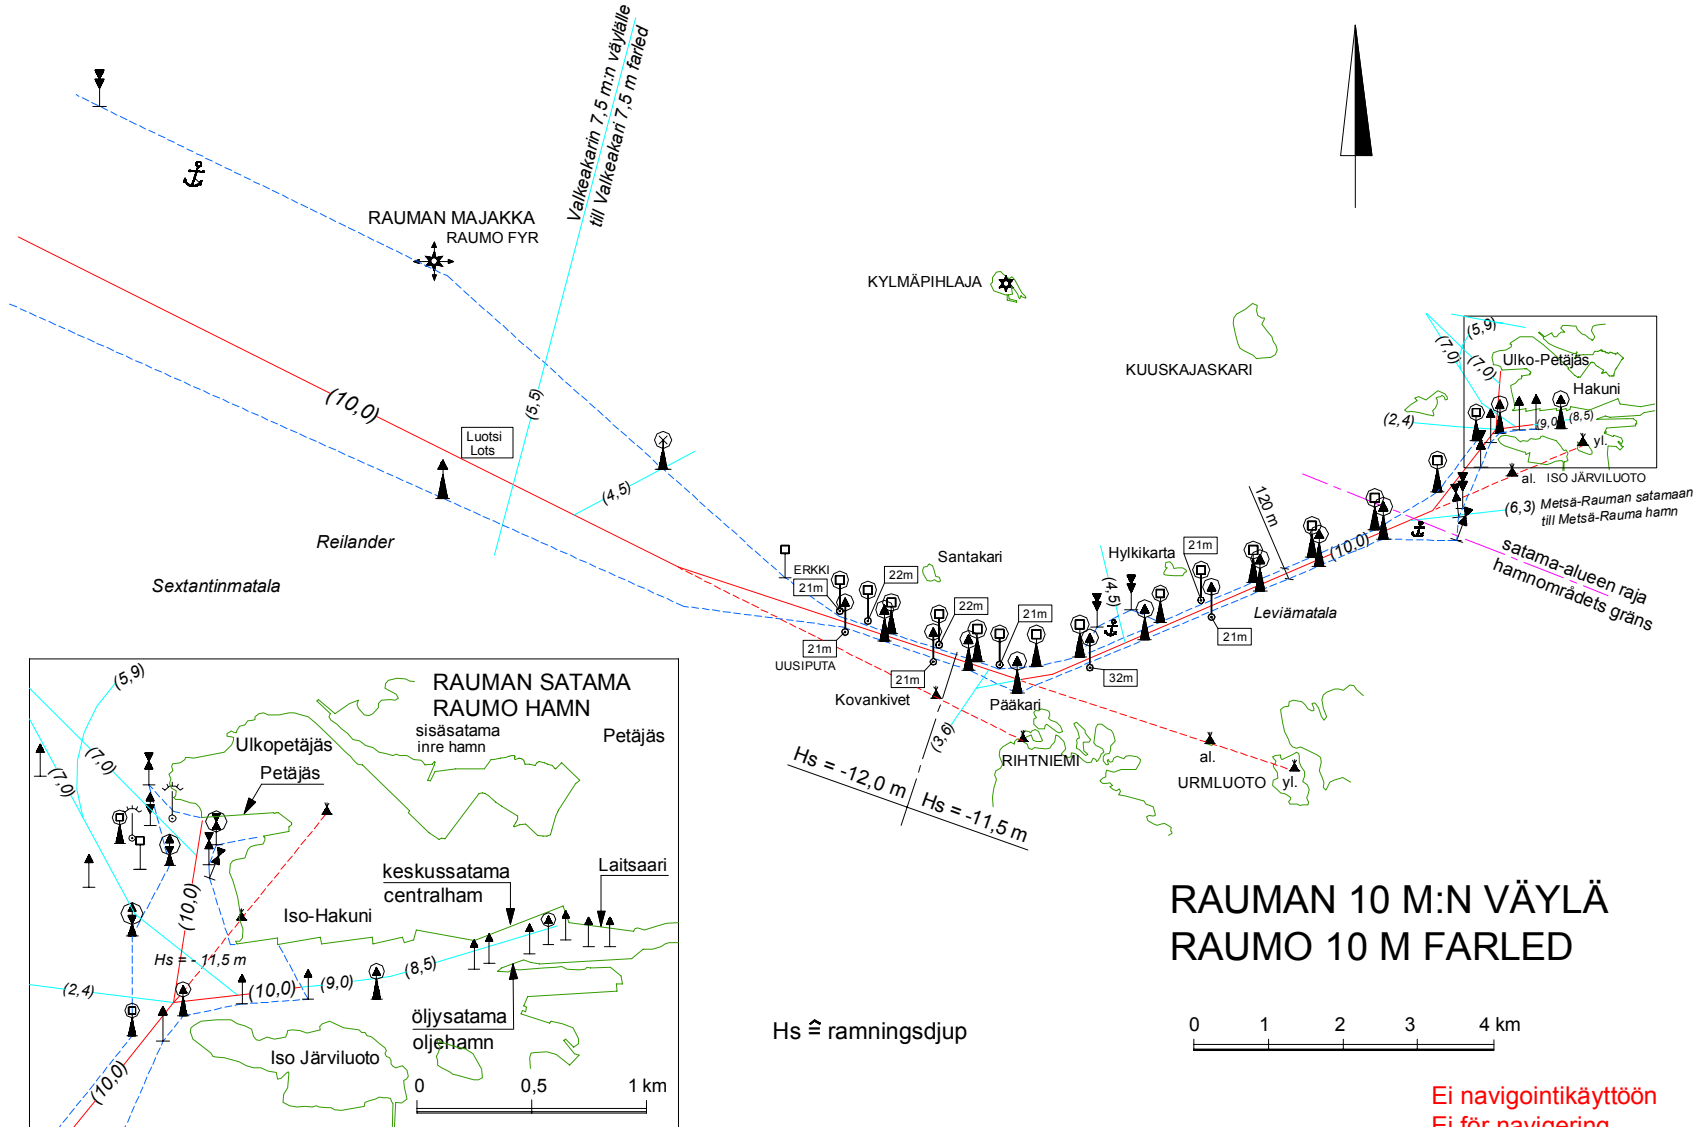 Valkeakarin 7,5 m:n väylälle
till Valkeakari 7,5 m farled
RAUMAN MAJAKKA
RAUMO FYR
KYLMÄPIHLAJA
KUUSKAJASKARI
(5,9)
(7,0)
(7,0)
Ulko-Petäjäs
Hakuni
(2,4)
(9,0)
(8,5)
yl.
al.
ISO JÄRVILUOTO
(6,3)
Metsä-Rauman satamaan
till Metsä-Rauma hamn
satama-alueen raja
hamnområdets gräns
(10,0)
(5,5)
Luotsi
Lots
(4,5)
Reilander
Sextantinmatala
ERKKI
21m
22m
Santakari
Hylkikarta
21m
120 m
(10,0)
(4,5)
22m
21m
Leviämatala
21m
21m
UUSIPUTA
21m
32m
Kovankivet
Pääkari
(3,6)
RIHTNIEMI
al.
URMLUOTO
yl.
Hs = -12,0 m
Hs = -11,5 m
RAUMAN SATAMA
RAUMO HAMN
(5,9)
(7,0)
(7,0)
sisäsatama
inre hamn
Petäjäs
Ulkopetäjäs
Petäjäs
keskussatama
centralham
Laitsaari
(10,0)
Iso-Hakuni
Hs = - 11,5 m
(2,4)
(10,0)
(9,0)
(8,5)
öljysatama
oljehamn
Iso Järviluoto
(10,0)
0 0,5 1 km
RAUMAN 10 M:N VÄYLÄ
RAUMO 10 M FARLED
Hs ≙ ramningsdjup
0 1 2 3 4 km
Ei navigointikäyttöön
Ei för navigering